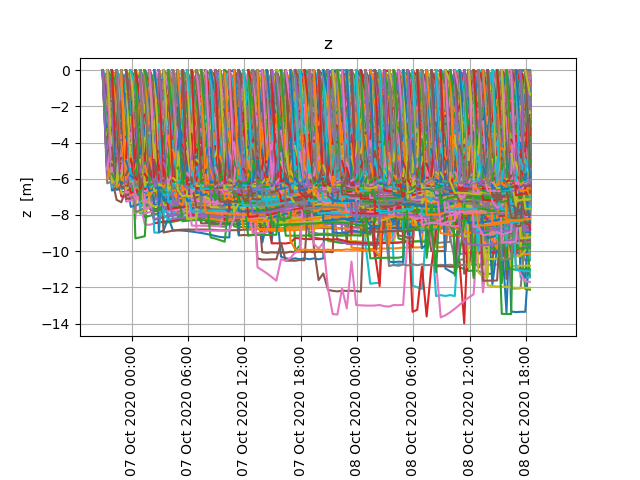 z
0
−2
−4
−6
−8
−10
−12
−14
z [m]
07 Oct 2020 00:00
07 Oct 2020 06:00
07 Oct 2020 12:00
07 Oct 2020 18:00
08 Oct 2020 00:00
08 Oct 2020 06:00
08 Oct 2020 12:00
08 Oct 2020 18:00